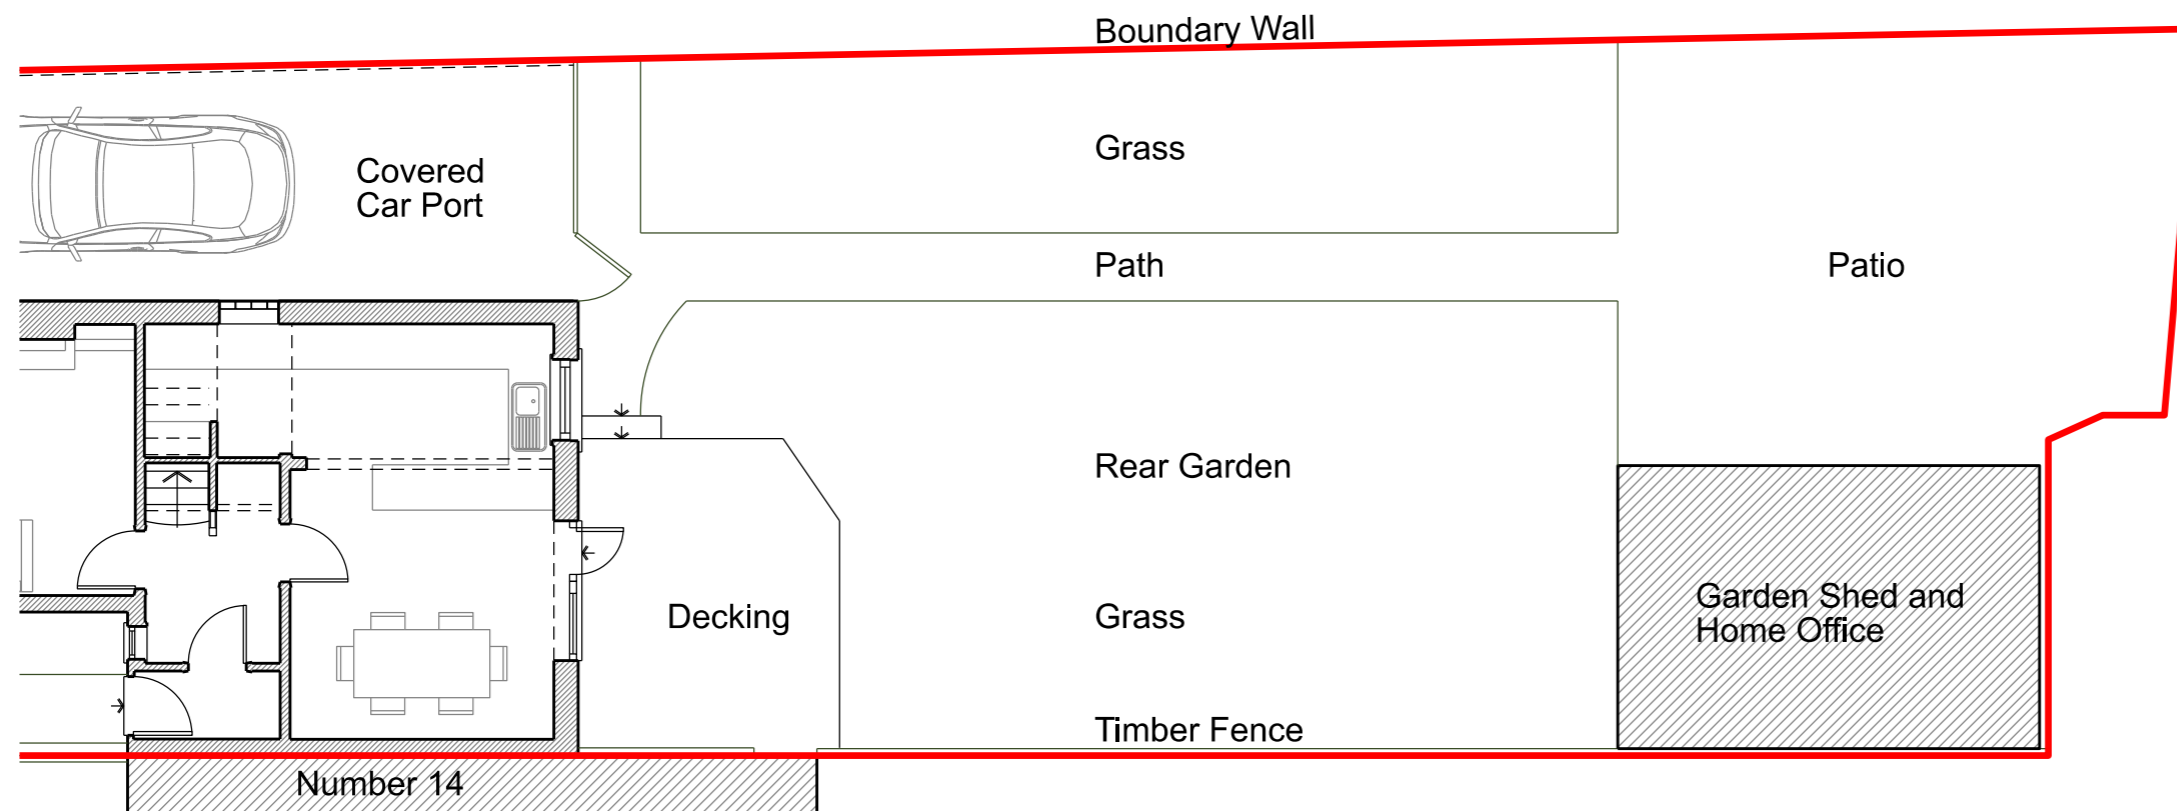 Boundary Wall
Grass
Covered
Car Port
Path
Patio
Rear Garden
Garden Shed and
Home Office
Decking
Grass
Timber Fence
Number 14